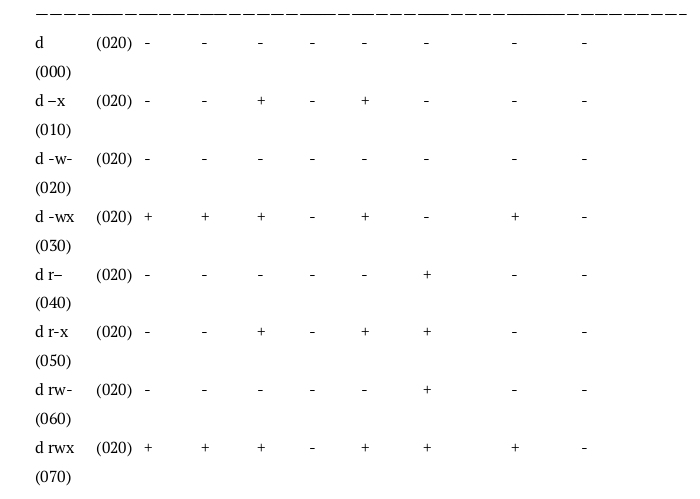 d (020) - - - - - - - -
(000)
d –x (020) - - + - + - - -
(010)
d -w- (020) - - - - - - - -
(020)
d -wx (020) + + + - + - + -
(030)
d r– (020) - - - - - + - -
(040)
d r-x (020) - - + - + + - -
(050)
d rw- (020) - - - - - + - -
(060)
d rwx (020) + + + - + + + -
(070)